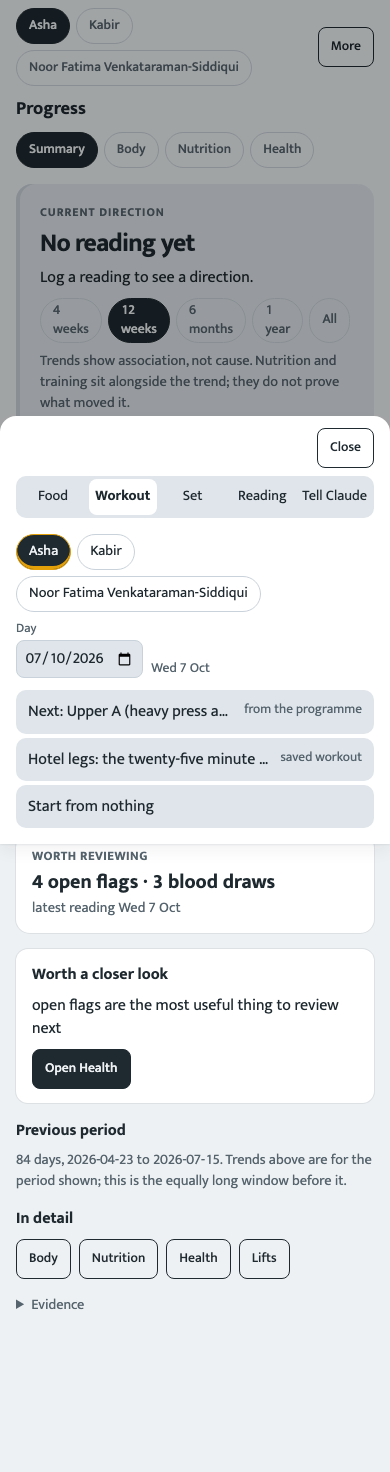 Asha
Kabir
Noor Fatima Venkataraman-Siddiqui
More
Progress
Summary
Body
Nutrition
Health
CURRENT DIRECTION
No reading yet
Log a reading to see a direction.
4 weeks
12 weeks
6 months
1 year
All
Trends show association, not cause. Nutrition and
training sit alongside the trend; they do not prove
what moved it.
Close
Food
Workout
Set
Reading
Tell Claude
Asha
Kabir
Noor Fatima Venkataraman-Siddiqui
Day
07/10/2026
Wed 7 Oct
Next: Upper A (heavy press a...
from the programme
Hotel legs: the twenty-five minute ...
saved workout
Start from nothing
WORTH REVIEWING
4 open flags · 3 blood draws
latest reading Wed 7 Oct
Worth a closer look
open flags are the most useful thing to review
next
Open Health
Previous period
84 days, 2026-04-23 to 2026-07-15. Trends above are for the
period shown; this is the equally long window before it.
In detail
Body
Nutrition
Health
Lifts
Evidence